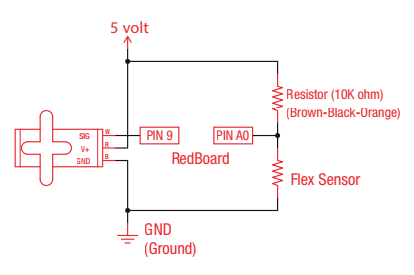 5 volt
Resistor (10K ohm)
(Brown-Black-Orange)
SIG
W
PIN 9
PIN A0
V+
R
GND
B
RedBoard
Flex Sensor
GND
(Ground)